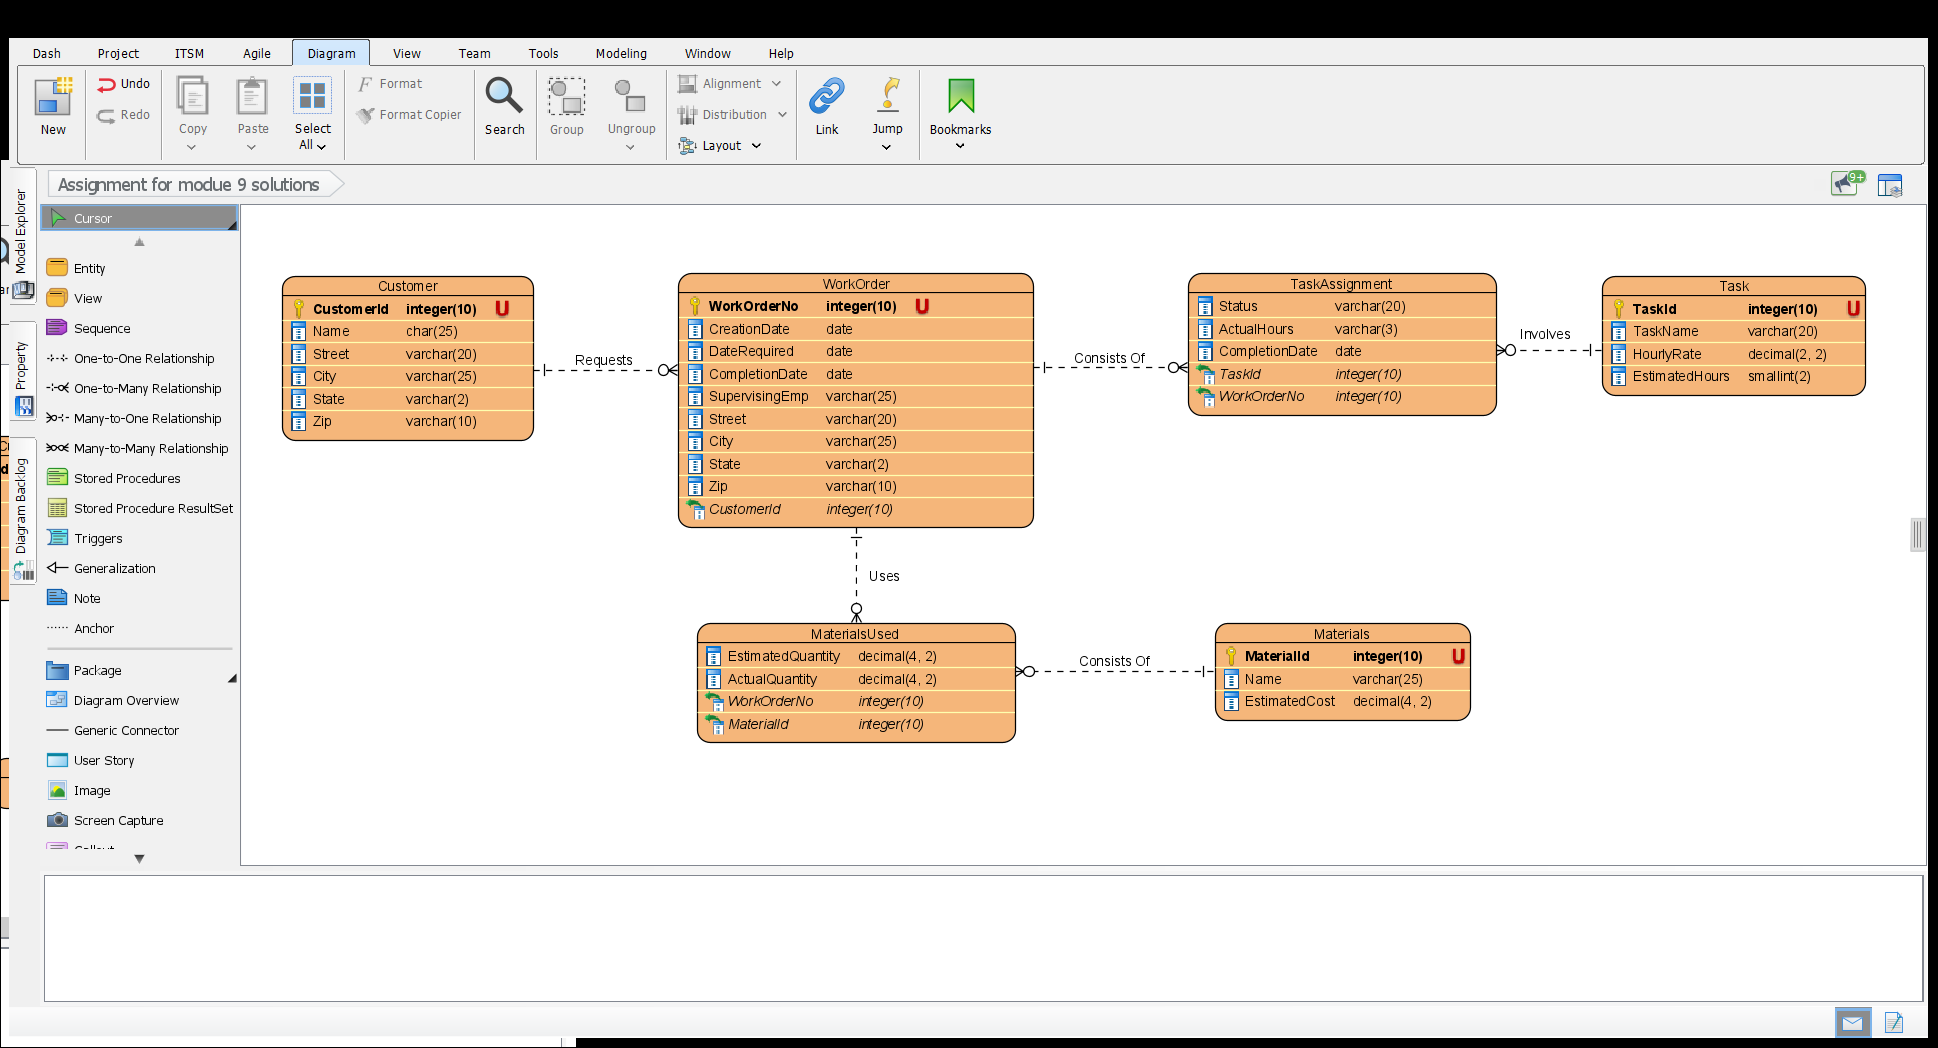 Dash Project ITSM Agile Diagram View Team Tools Modeling Window Help
New
Undo
Redo
Copy
Paste
Select
All
Format
Format Copier
Search
Group
Ungroup
Alignment
Distribution
Layout
Link
Jump
Bookmarks
Assignment for modue 9 solutions
9+
Model Explorer
Property
Diagram Backlog
Cursor
Entity
View
Sequence
One-to-One Relationship
One-to-Many Relationship
Many-to-One Relationship
Many-to-Many Relationship
Stored Procedures
Stored Procedure ResultSet
Triggers
Generalization
Note
Anchor
Package
Diagram Overview
Generic Connector
User Story
Image
Screen Capture
Customer
CustomerId integer(10) U
Name char(25)
Street varchar(20)
City varchar(25)
State varchar(2)
Zip varchar(10)
Requests
WorkOrder
WorkOrderNo integer(10) U
CreationDate date
DateRequired date
CompletionDate date
SupervisingEmp varchar(25)
Street varchar(20)
City varchar(25)
State varchar(2)
Zip varchar(10)
CustomerId integer(10)
Consists Of
TaskAssignment
Status varchar(20)
ActualHours varchar(3)
CompletionDate date
TaskId integer(10)
WorkOrderNo integer(10)
Involves
Task
TaskId integer(10) U
TaskName varchar(20)
HourlyRate decimal(2, 2)
EstimatedHours smallint(2)
Uses
MaterialsUsed
EstimatedQuantity decimal(4, 2)
ActualQuantity decimal(4, 2)
WorkOrderNo integer(10)
MaterialId integer(10)
Consists Of
Materials
MaterialId integer(10) U
Name varchar(25)
EstimatedCost decimal(4, 2)